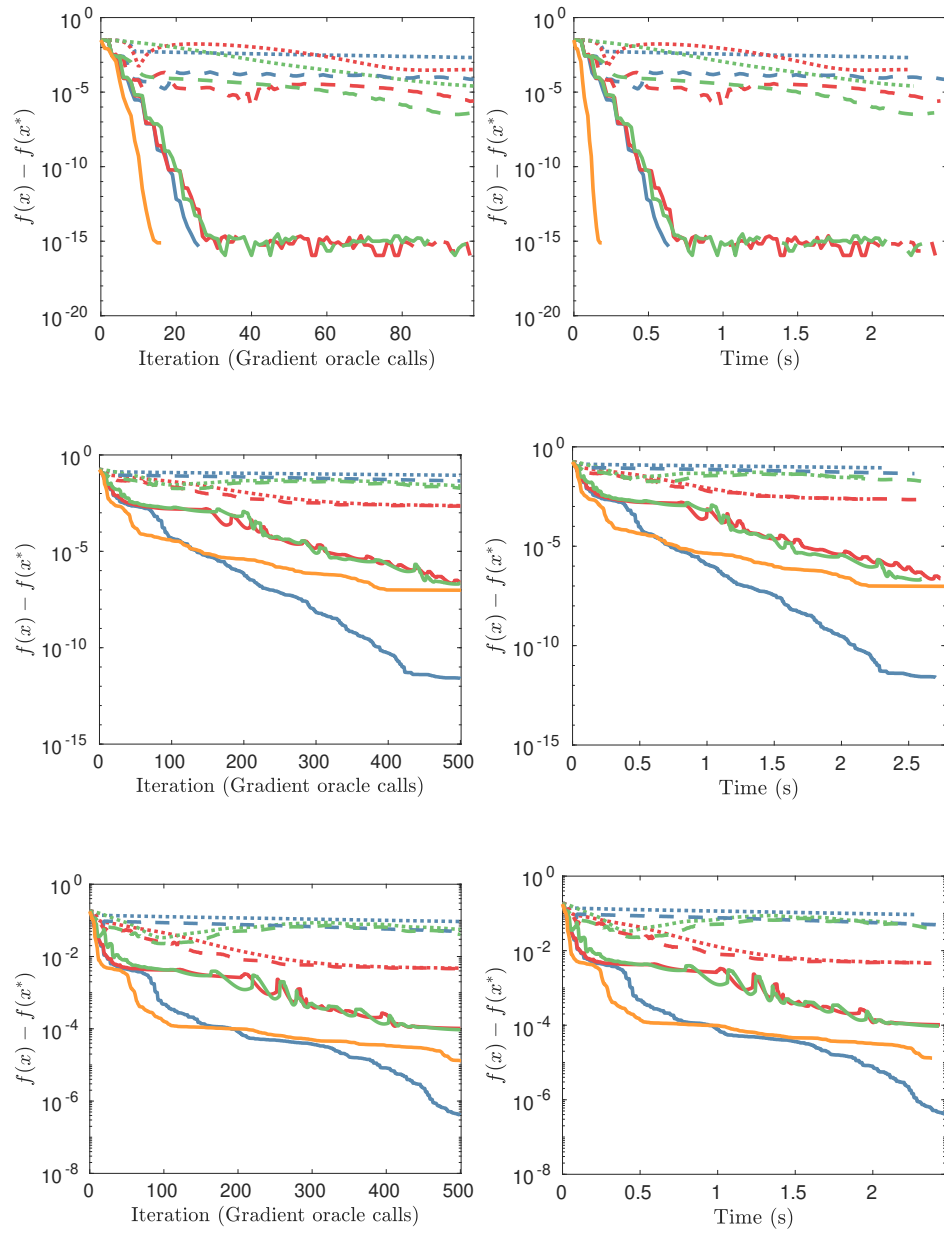 10^0
10^-5
10^-10
10^-15
10^-20
f(x) − f(x*)
0 20 40 60 80
Iteration (Gradient oracle calls)
10^0
10^-5
10^-10
10^-15
10^-20
f(x) − f(x*)
0 0.5 1 1.5 2
Time (s)
10^0
10^-5
10^-10
10^-15
f(x) − f(x*)
0 100 200 300 400 500
Iteration (Gradient oracle calls)
10^0
10^-5
10^-10
10^-15
f(x) − f(x*)
0 0.5 1 1.5 2 2.5
Time (s)
10^0
10^-2
10^-4
10^-6
10^-8
f(x) − f(x*)
0 100 200 300 400 500
Iteration (Gradient oracle calls)
10^0
10^-2
10^-4
10^-6
10^-8
f(x) − f(x*)
0 0.5 1 1.5 2
Time (s)